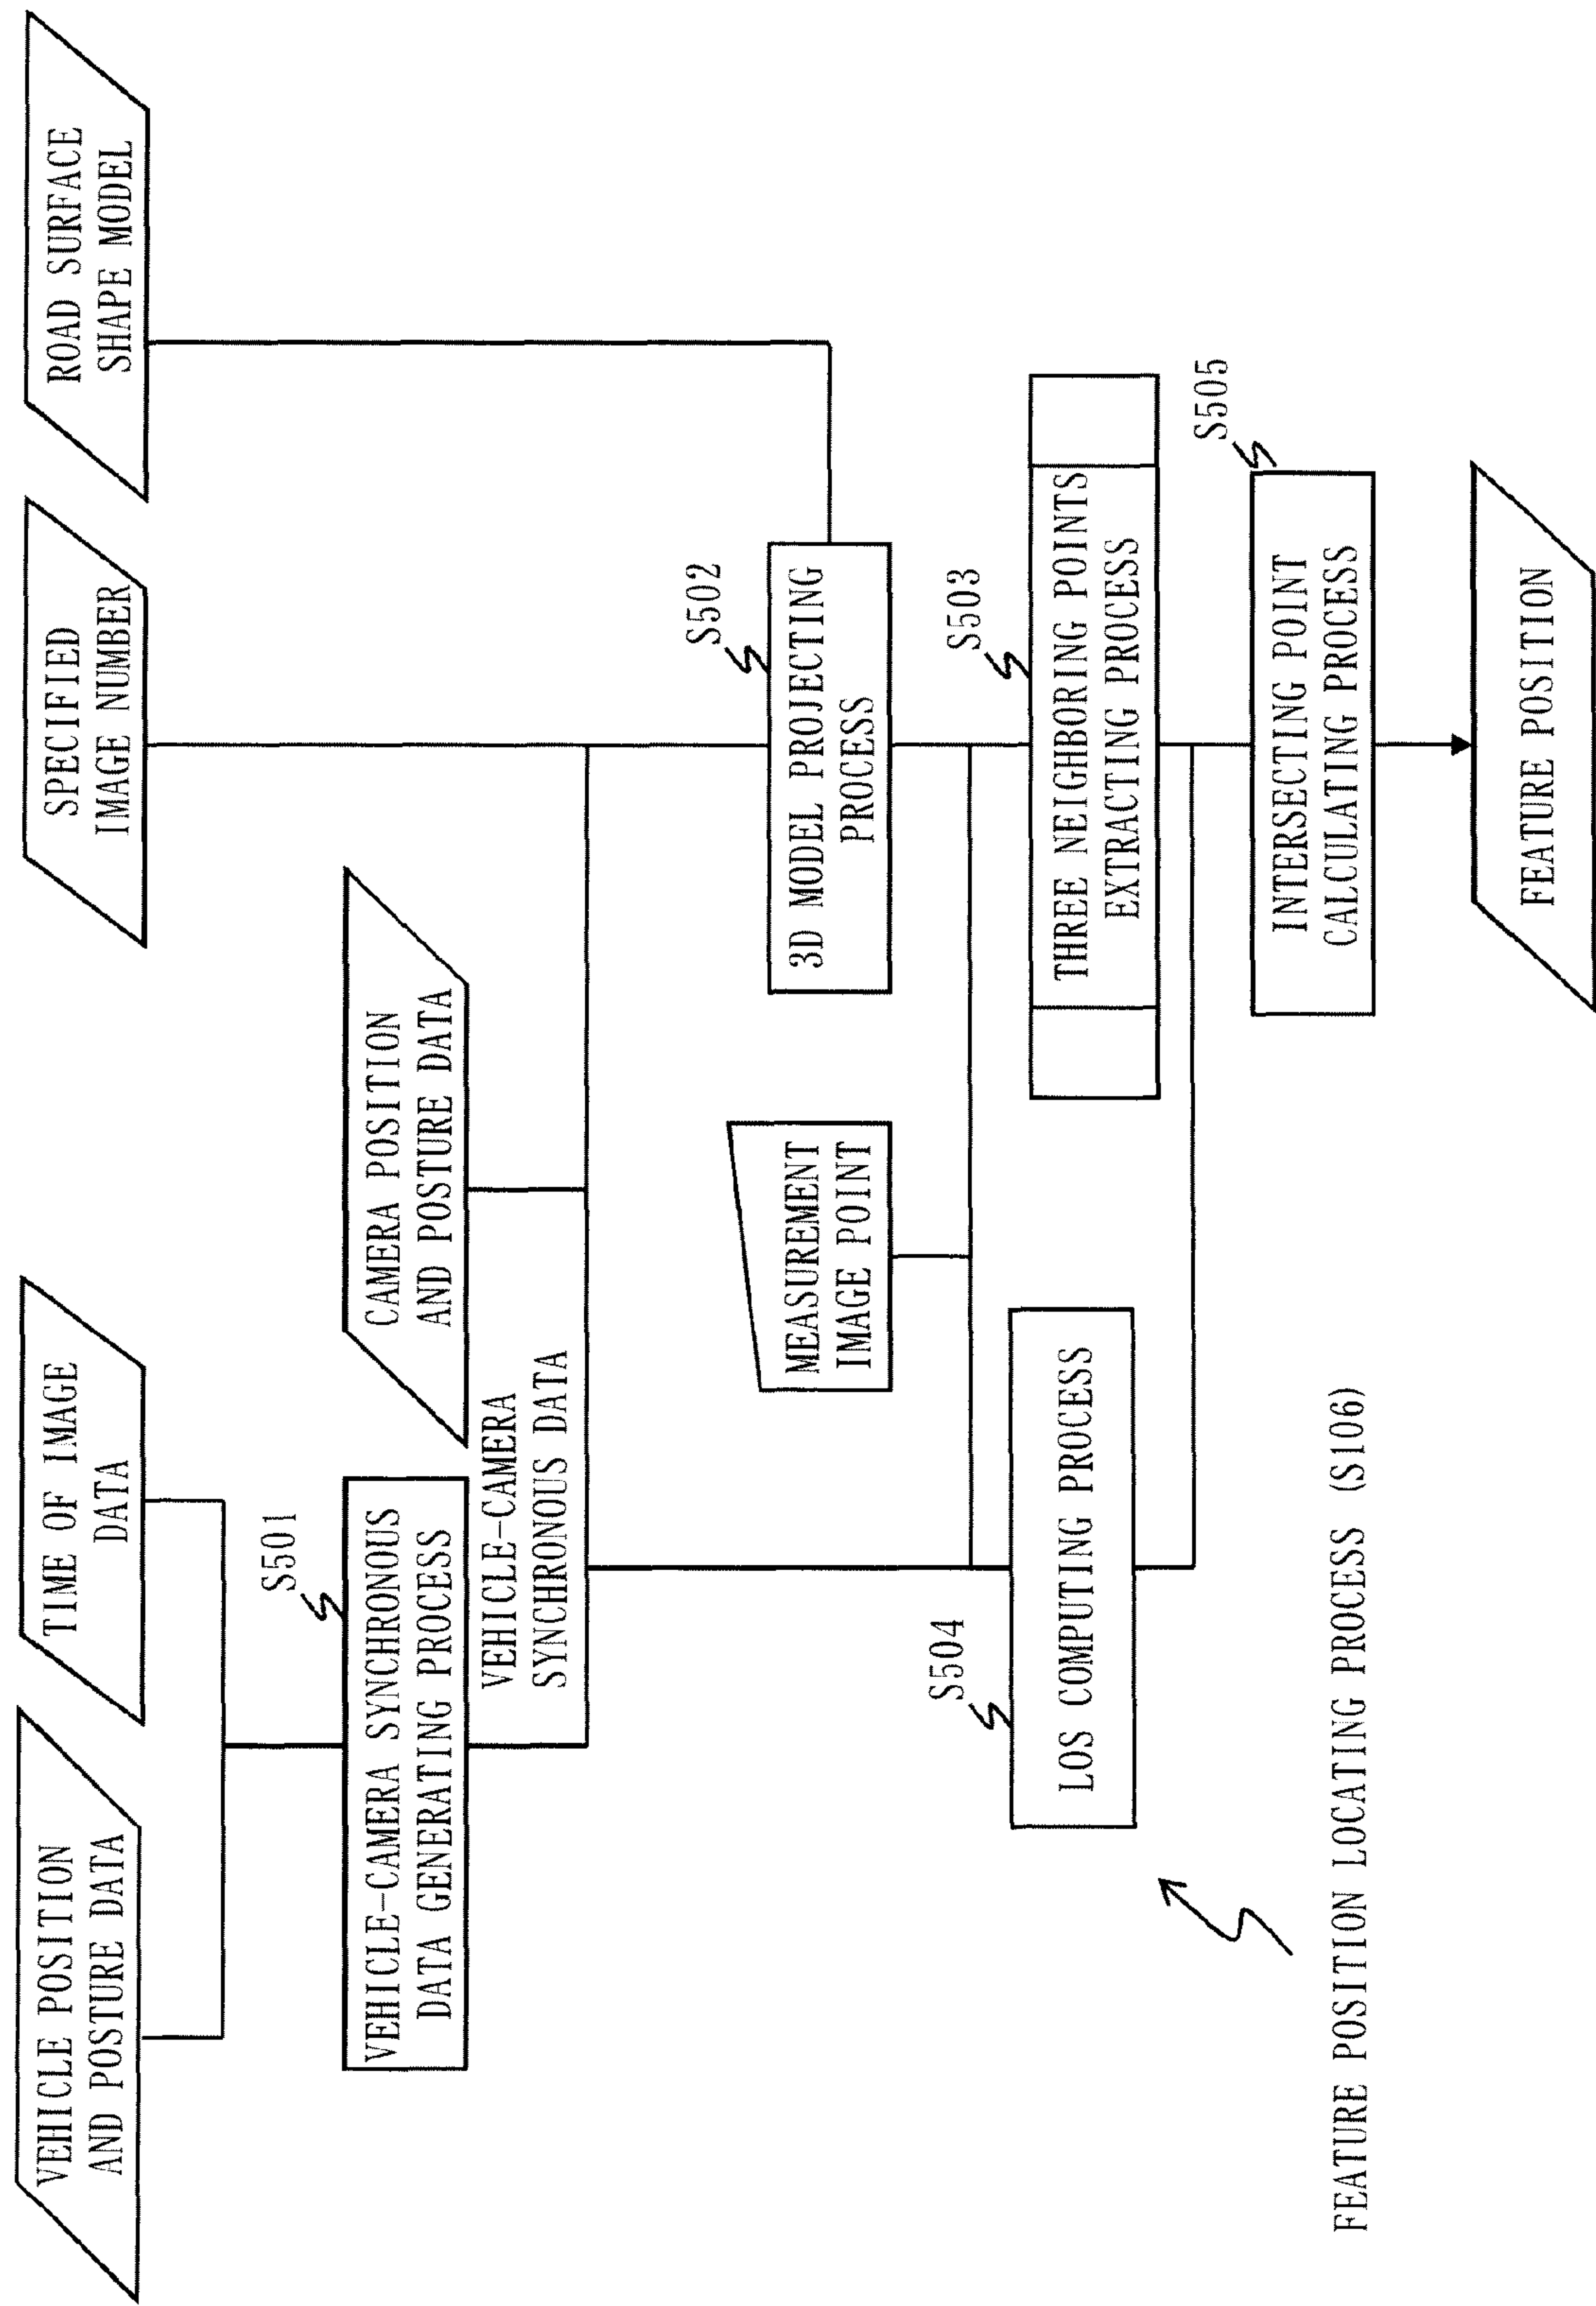 VEHICLE POSITION
AND POSTURE DATA
TIME OF IMAGE
DATA
SPECIFIED
IMAGE NUMBER
ROAD SURFACE
SHAPE MODEL
S501
VEHICLE-CAMERA SYNCHRONOUS
DATA GENERATING PROCESS
CAMERA POSITION
AND POSTURE DATA
VEHICLE-CAMERA
SYNCHRONOUS DATA
S502
3D MODEL PROJECTING
PROCESS
MEASUREMENT
IMAGE POINT
S503
THREE NEIGHBORING POINTS
EXTRACTING PROCESS
S504
LOS COMPUTING PROCESS
S505
INTERSECTING POINT
CALCULATING PROCESS
FEATURE POSITION
FEATURE POSITION LOCATING PROCESS (S106)